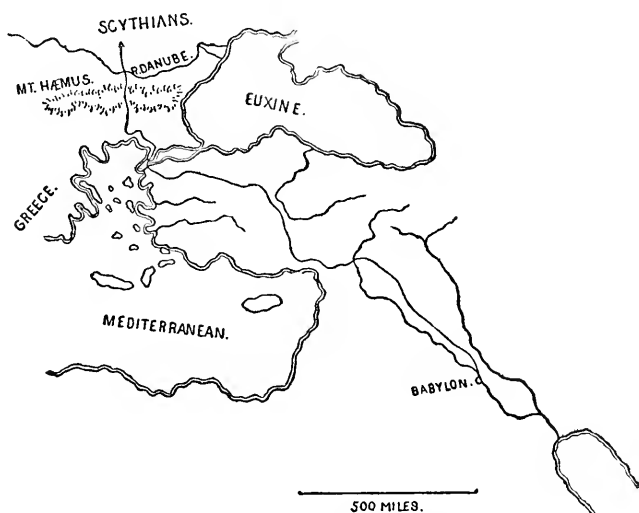 SCYTHIANS.
R.DANUBE.
MT. HÆMUS.
EUXINE.
GREECE.
MEDITERRANEAN.
BABYLON.
500 MILES.